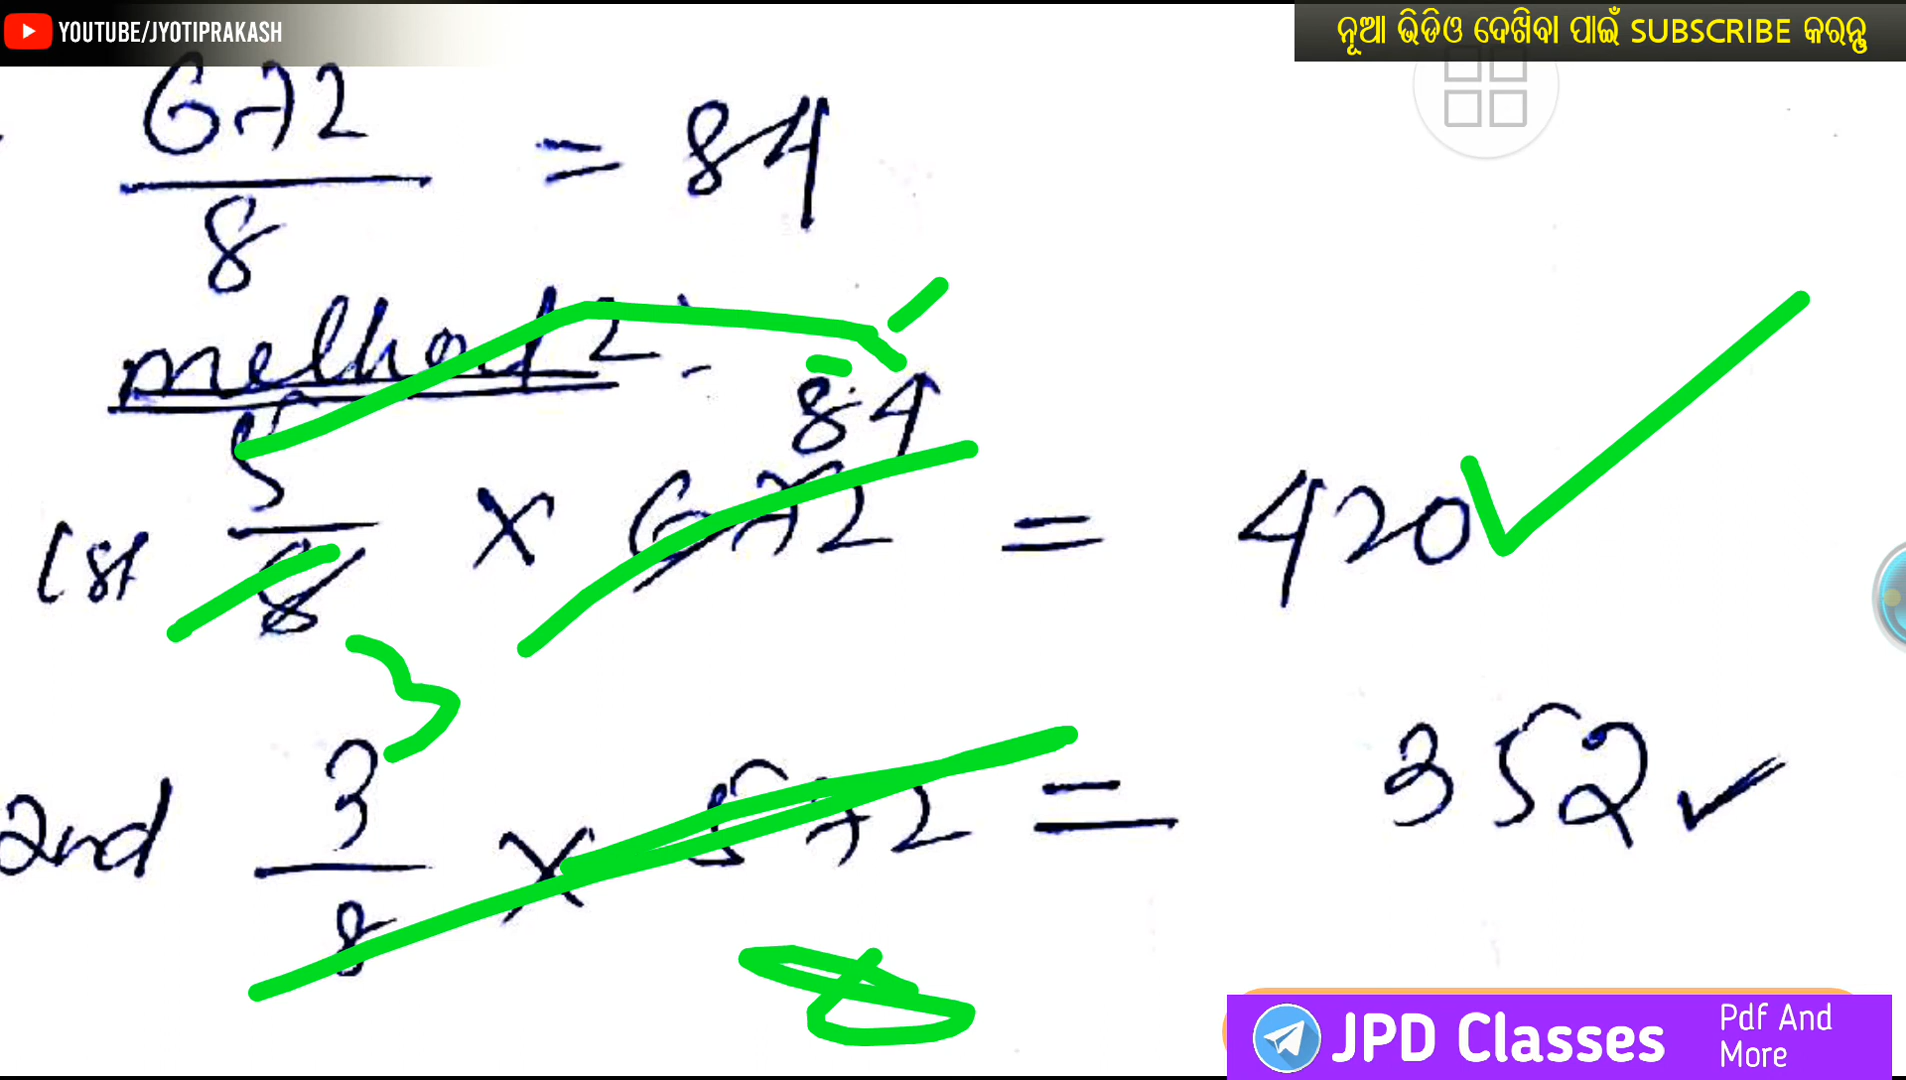 YOUTUBE/JYOTIPRAKASH
ନୂଆ ଭିଡିଓ ଦେଖିବା ପାଇଁ SUBSCRIBE କରନ୍ତୁ
672
— = 84
8
method 2 :-
84
1st 5/8 × 672 = 420
3
2nd 3/8 × 572 = 352
8
JPD Classes
Pdf And
More